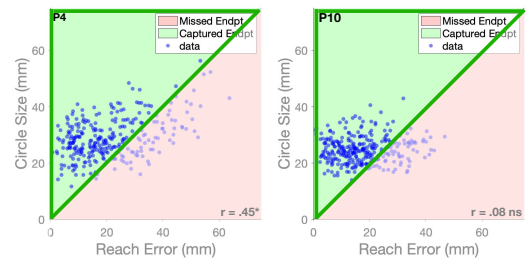 P4
Missed Endpt
Captured Endpt
data
Circle Size (mm)
60
40
20
0
0
20
40
60
r = .45*
Reach Error (mm)
P10
Missed Endpt
Captured Endpt
data
Circle Size (mm)
60
40
20
0
0
20
40
60
r = .08 ns
Reach Error (mm)